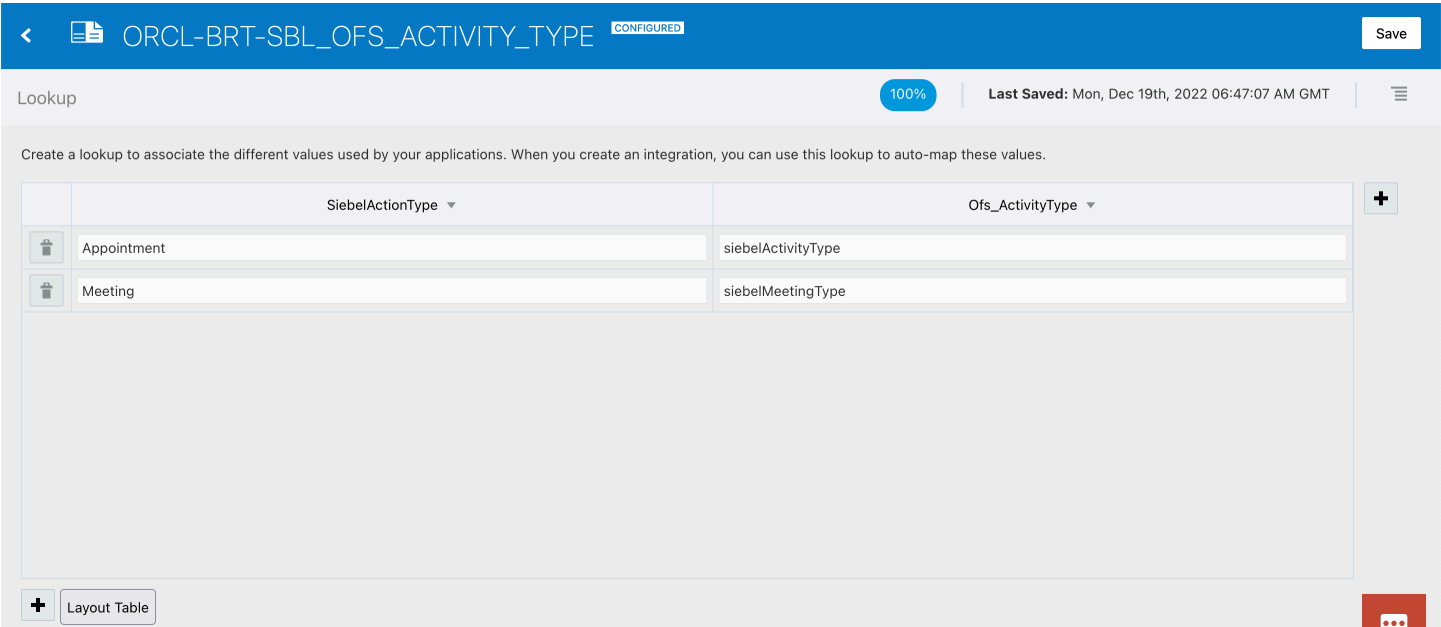 ORCL-BRT-SBL_OFS_ACTIVITY_TYPE CONFIGURED Save
Lookup 100% Last Saved: Mon, Dec 19th, 2022 06:47:07 AM GMT
Create a lookup to associate the different values used by your applications. When you create an integration, you can use this lookup to auto-map these values.
SiebelActionType Ofs_ActivityType
Appointment siebelActivityType
Meeting siebelMeetingType
Layout Table